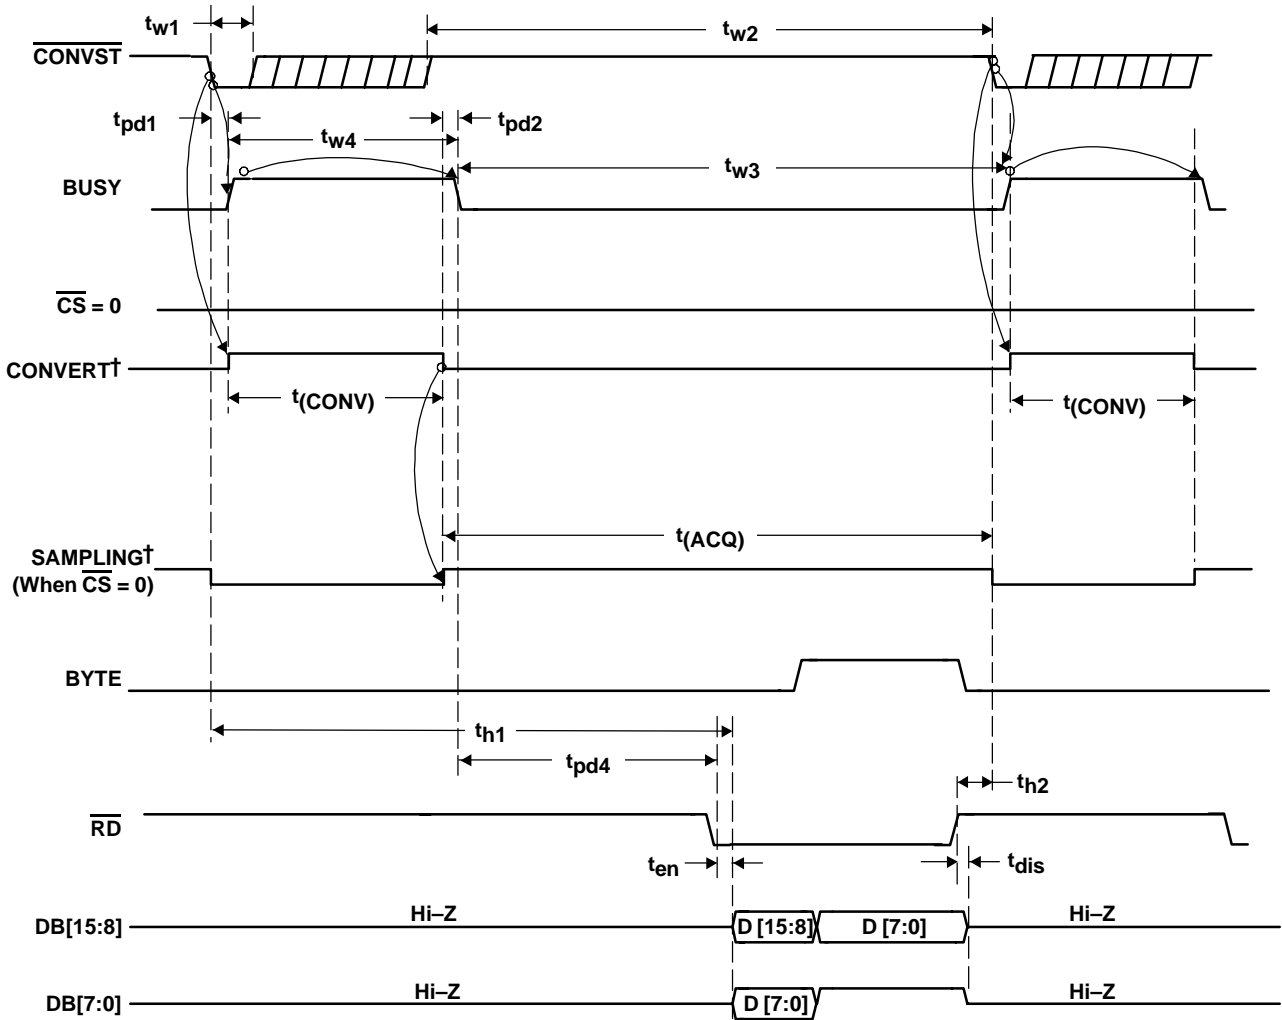 tw1
tw2
CONVST
tpd1
tw4
tpd2
tw3
BUSY
CS = 0
CONVERT†
t(CONV)
t(CONV)
t(ACQ)
SAMPLING†
(When CS = 0)
BYTE
th1
tpd4
th2
RD
ten
tdis
Hi–Z
Hi–Z
DB[15:8]
D [15:8]
D [7:0]
Hi–Z
Hi–Z
DB[7:0]
D [7:0]